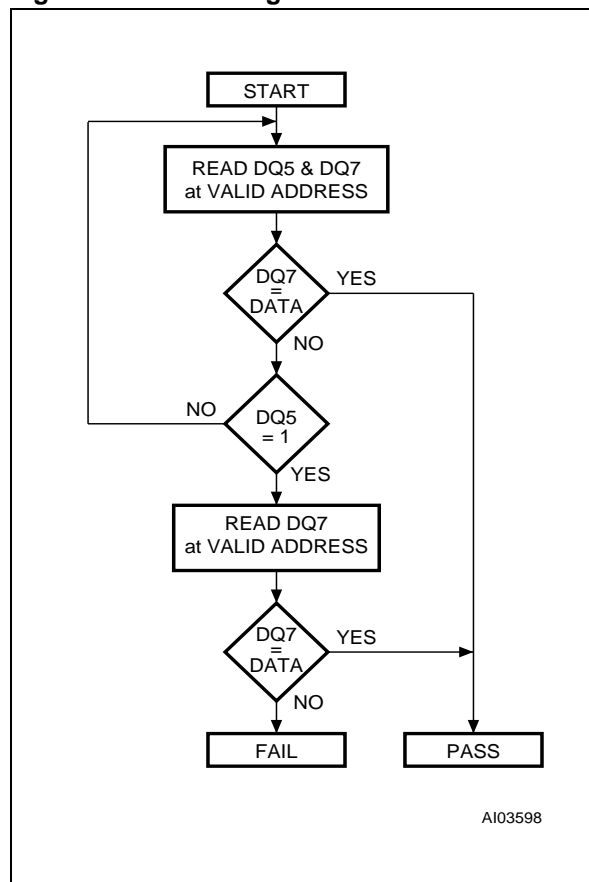 START
READ DQ5 & DQ7
at VALID ADDRESS
DQ7
=
DATA
YES
NO
NO
DQ5
= 1
YES
READ DQ7
at VALID ADDRESS
DQ7
=
DATA
YES
NO
FAIL
PASS
AI03598